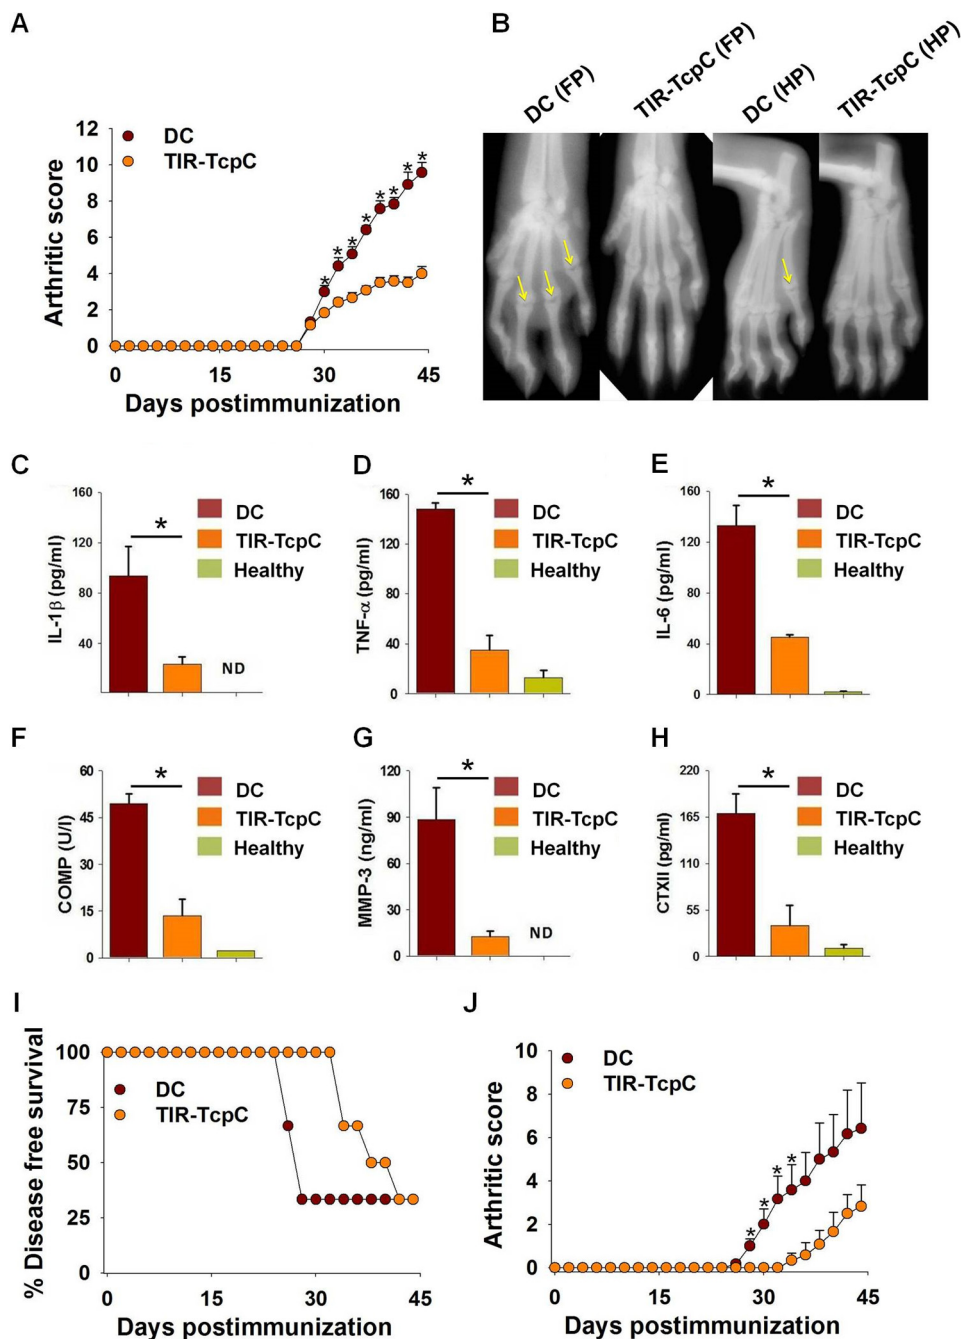 A
DC
TIR-TcpC
12
10
8
6
4
2
0
Arthritic score
* * * * * * * *
0 30 45
Days postimmunization
B
DC (FP)
TIR-TcpC (FP)
DC (HP)
TIR-TcpC (HP)
C
160
120
80
40
IL-1β (pg/ml)
*
ND
DC
TIR-TcpC
Healthy
D
160
120
80
40
0
TNF-α (pg/ml)
*
DC
TIR-TcpC
Healthy
E
160
120
80
40
0
IL-6 (pg/ml)
*
DC
TIR-TcpC
Healthy
F
60
45
30
15
0
COMP (U/l)
*
DC
TIR-TcpC
Healthy
G
120
90
60
30
0
MMP-3 (ng/ml)
*
ND
DC
TIR-TcpC
Healthy
H
220
165
110
55
0
CTXII (pg/ml)
*
DC
TIR-TcpC
Healthy
I
100
75
50
25
0
% Disease free survival
DC
TIR-TcpC
0 15 30 45
Days postimmunization
J
10
8
6
4
2
0
Arthritic score
DC
TIR-TcpC
* * * *
0 15 30 45
Days postimmunization